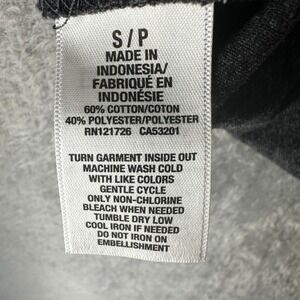 S/P
MADE IN
INDONESIA/
FABRIQUÉ EN
INDONÉSIE
60% COTTON/COTON
40% POLYESTER/POLYESTER
RN121726 CA53201
TURN GARMENT INSIDE OUT
MACHINE WASH COLD
WITH LIKE COLORS
GENTLE CYCLE
ONLY NON-CHLORINE
BLEACH WHEN NEEDED
TUMBLE DRY LOW
COOL IRON IF NEEDED
DO NOT IRON ON
EMBELLISHMENT